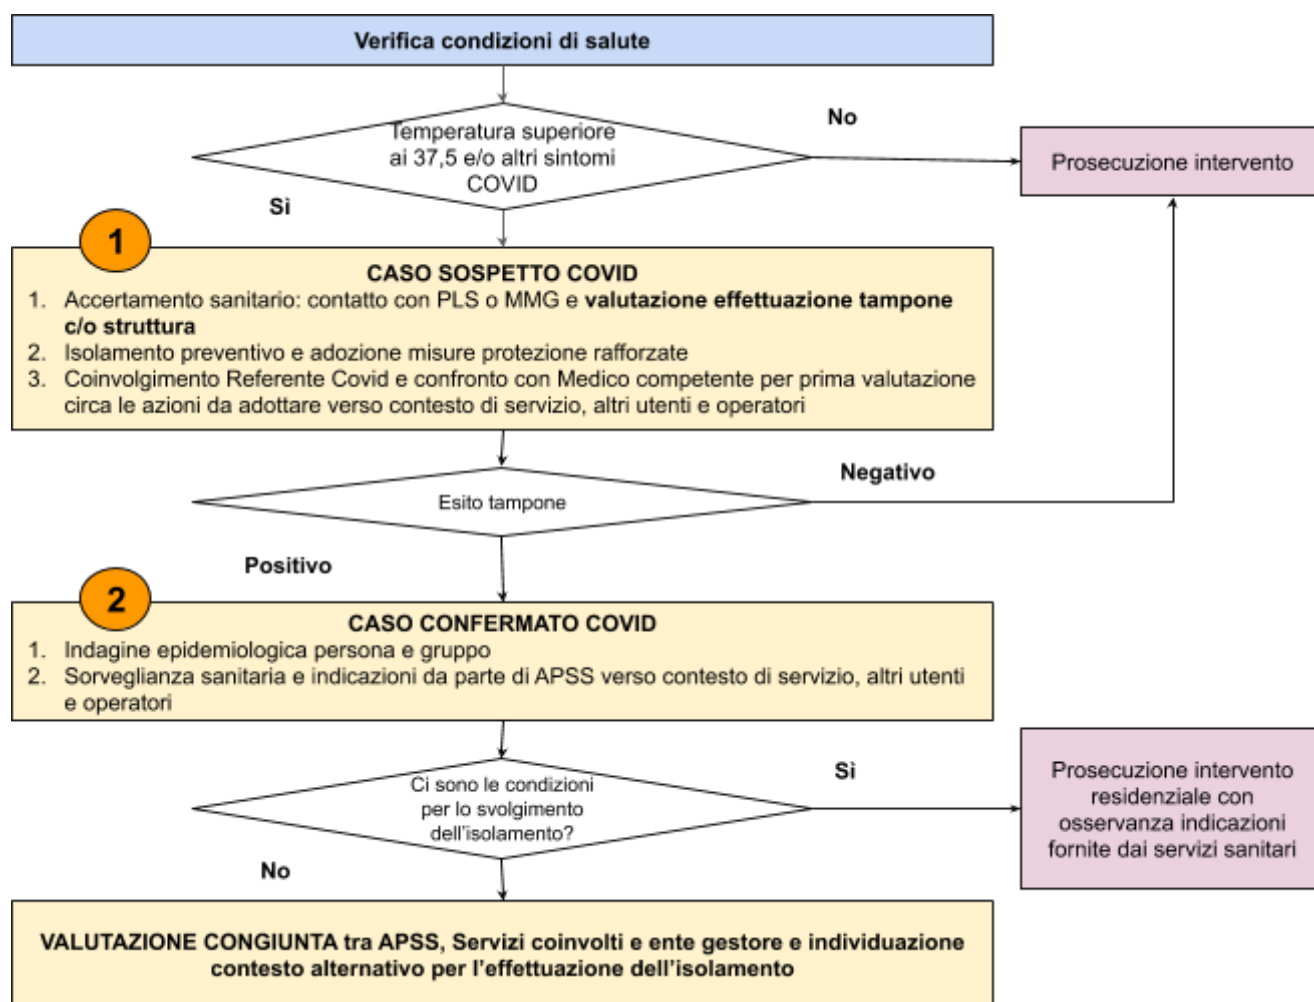 Verifica condizioni di salute
Temperatura superiore
ai 37,5 e/o altri sintomi
COVID
No
Prosecuzione intervento
Sì
1
CASO SOSPETTO COVID
1. Accertamento sanitario: contatto con PLS o MMG e valutazione effettuazione tampone
c/o struttura
2. Isolamento preventivo e adozione misure protezione rafforzate
3. Coinvolgimento Referente Covid e confronto con Medico competente per prima valutazione
circa le azioni da adottare verso contesto di servizio, altri utenti e operatori
Esito tampone
Negativo
Positivo
2
CASO CONFERMATO COVID
1. Indagine epidemiologica persona e gruppo
2. Sorveglianza sanitaria e indicazioni da parte di APSS verso contesto di servizio, altri utenti
e operatori
Ci sono le condizioni
per lo svolgimento
dell'isolamento?
Sì
Prosecuzione intervento
residenziale con
osservanza indicazioni
fornite dai servizi sanitari
No
VALUTAZIONE CONGIUNTA tra APSS, Servizi coinvolti e ente gestore e individuazione
contesto alternativo per l'effettuazione dell'isolamento